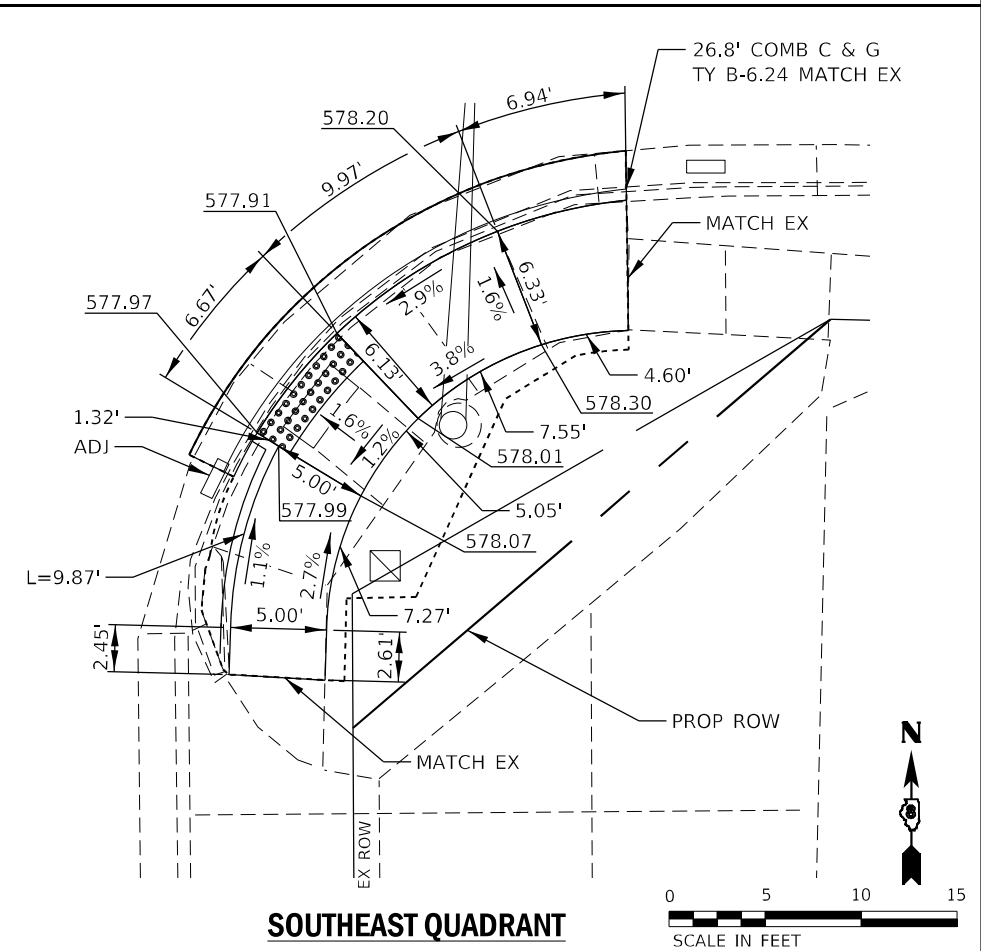 26.8' COMB C & G
TY B-6.24 MATCH EX
6.94'
578.20
9.97'
577.91
MATCH EX
6.67'
577.97
2.9%
1.6%
6.33'
6.13'
3.8%
4.60'
578.30
1.32'
ADJ
1.6%
1.2%
7.55'
578.01
5.00'
577.99
5.05'
578.07
L=9.87'
1.1%
2.7%
5.00'
7.27'
2.45'
2.61'
PROP ROW
MATCH EX
N
EX ROW
SOUTHEAST QUADRANT
0 5 10 15
SCALE IN FEET